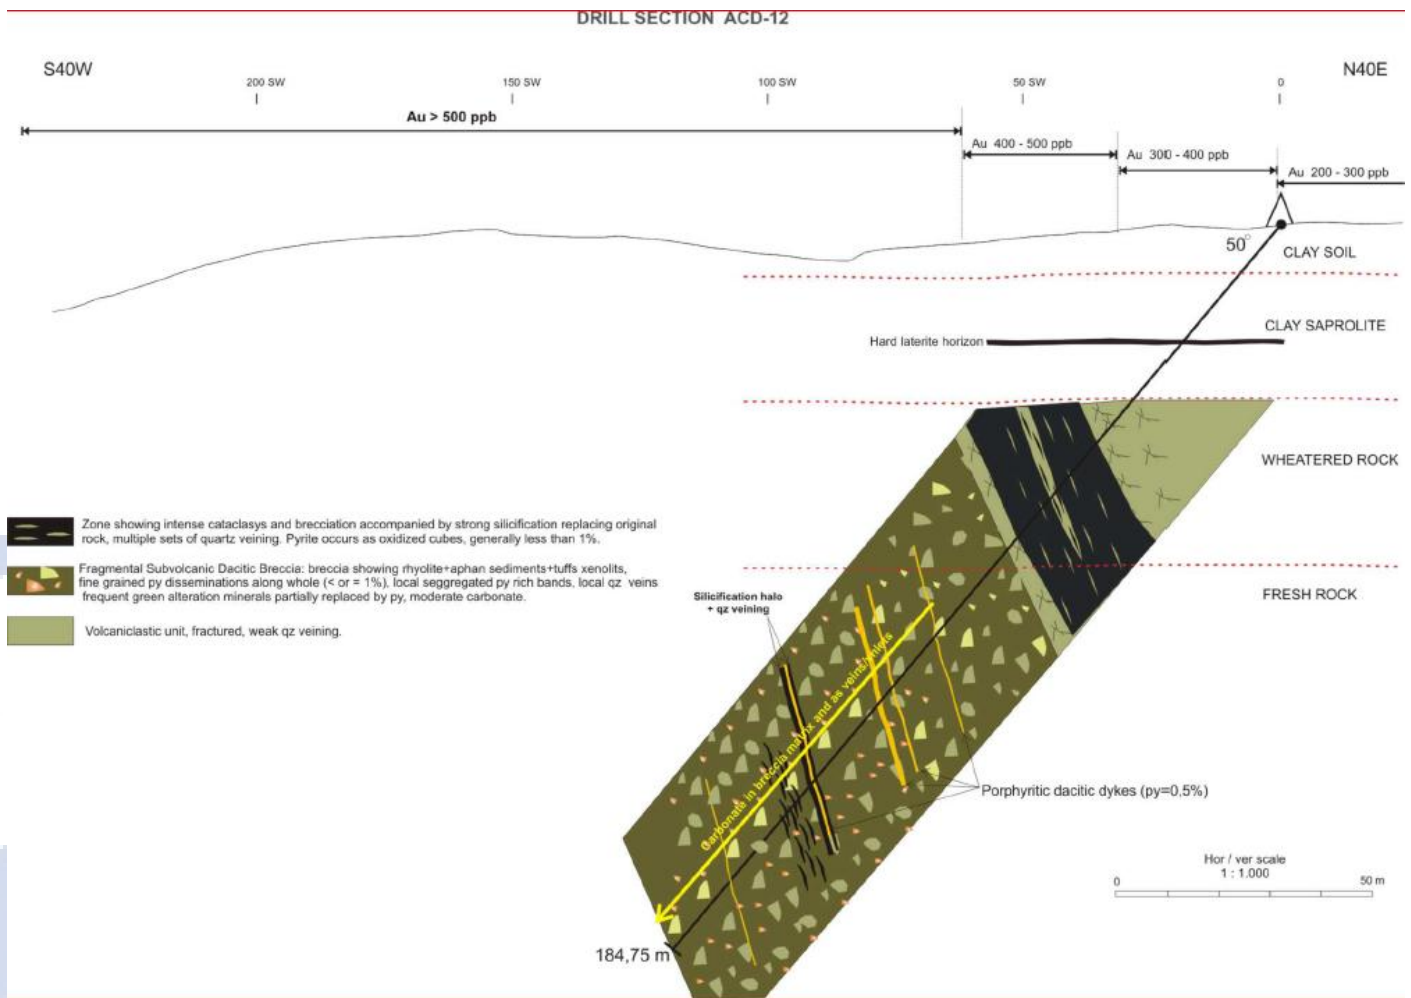 DRILL SECTION ACD-12
S40W
N40E
200 SW
150 SW
100 SW
50 SW
0
Au > 500 ppb
Au 400 - 500 ppb
Au 300 - 400 ppb
Au 200 - 300 ppb
50°
CLAY SOIL
CLAY SAPROLITE
Hard laterite horizon
WHEATERED ROCK
Zone showing intense cataclasys and brecciation accompanied by strong silicification replacing original
rock, multiple sets of quartz veining. Pyrite occurs as oxidized cubes, generally less than 1%.
Fragmental Subvolcanic Dacitic Breccia: breccia showing rhyolite+aphan sediments+tuffs xenolits,
fine grained py disseminations along whole (< or = 1%), local seggregated py rich bands, local qz veins
frequent green alteration minerals partially replaced by py, moderate carbonate.
Volcaniclastic unit, fractured, weak qz veining.
FRESH ROCK
Silicification halo
+ qz veining
Carbonate in breccia matrix and as veins/vnlets
Porphyritic dacitic dykes (py=0,5%)
Hor / ver scale
1 : 1.000
0
50 m
184,75 m